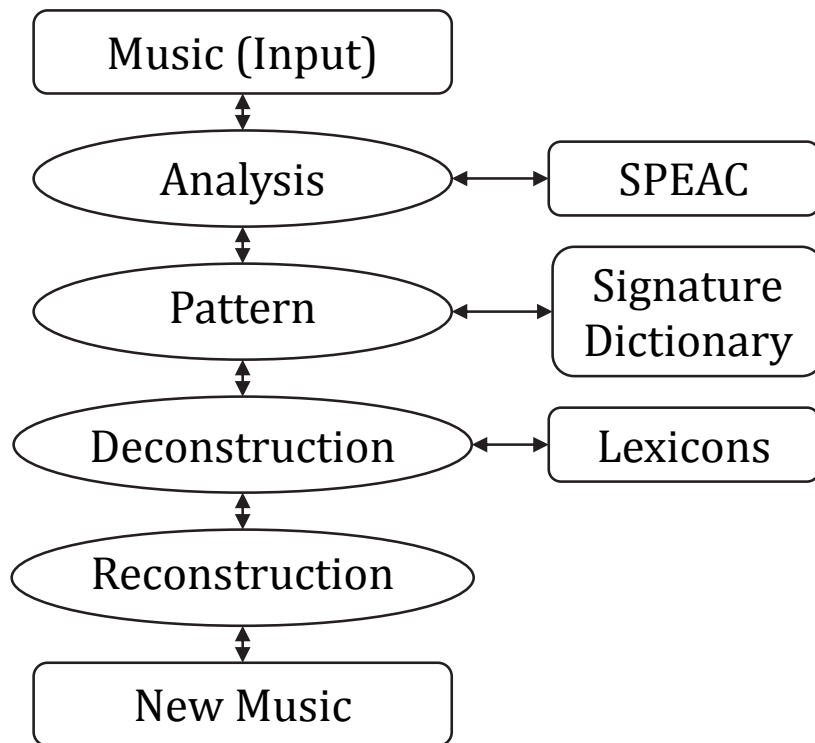 Music (Input)
Analysis
SPEAC
Pattern
Signature
Dictionary
Deconstruction
Lexicons
Reconstruction
New Music